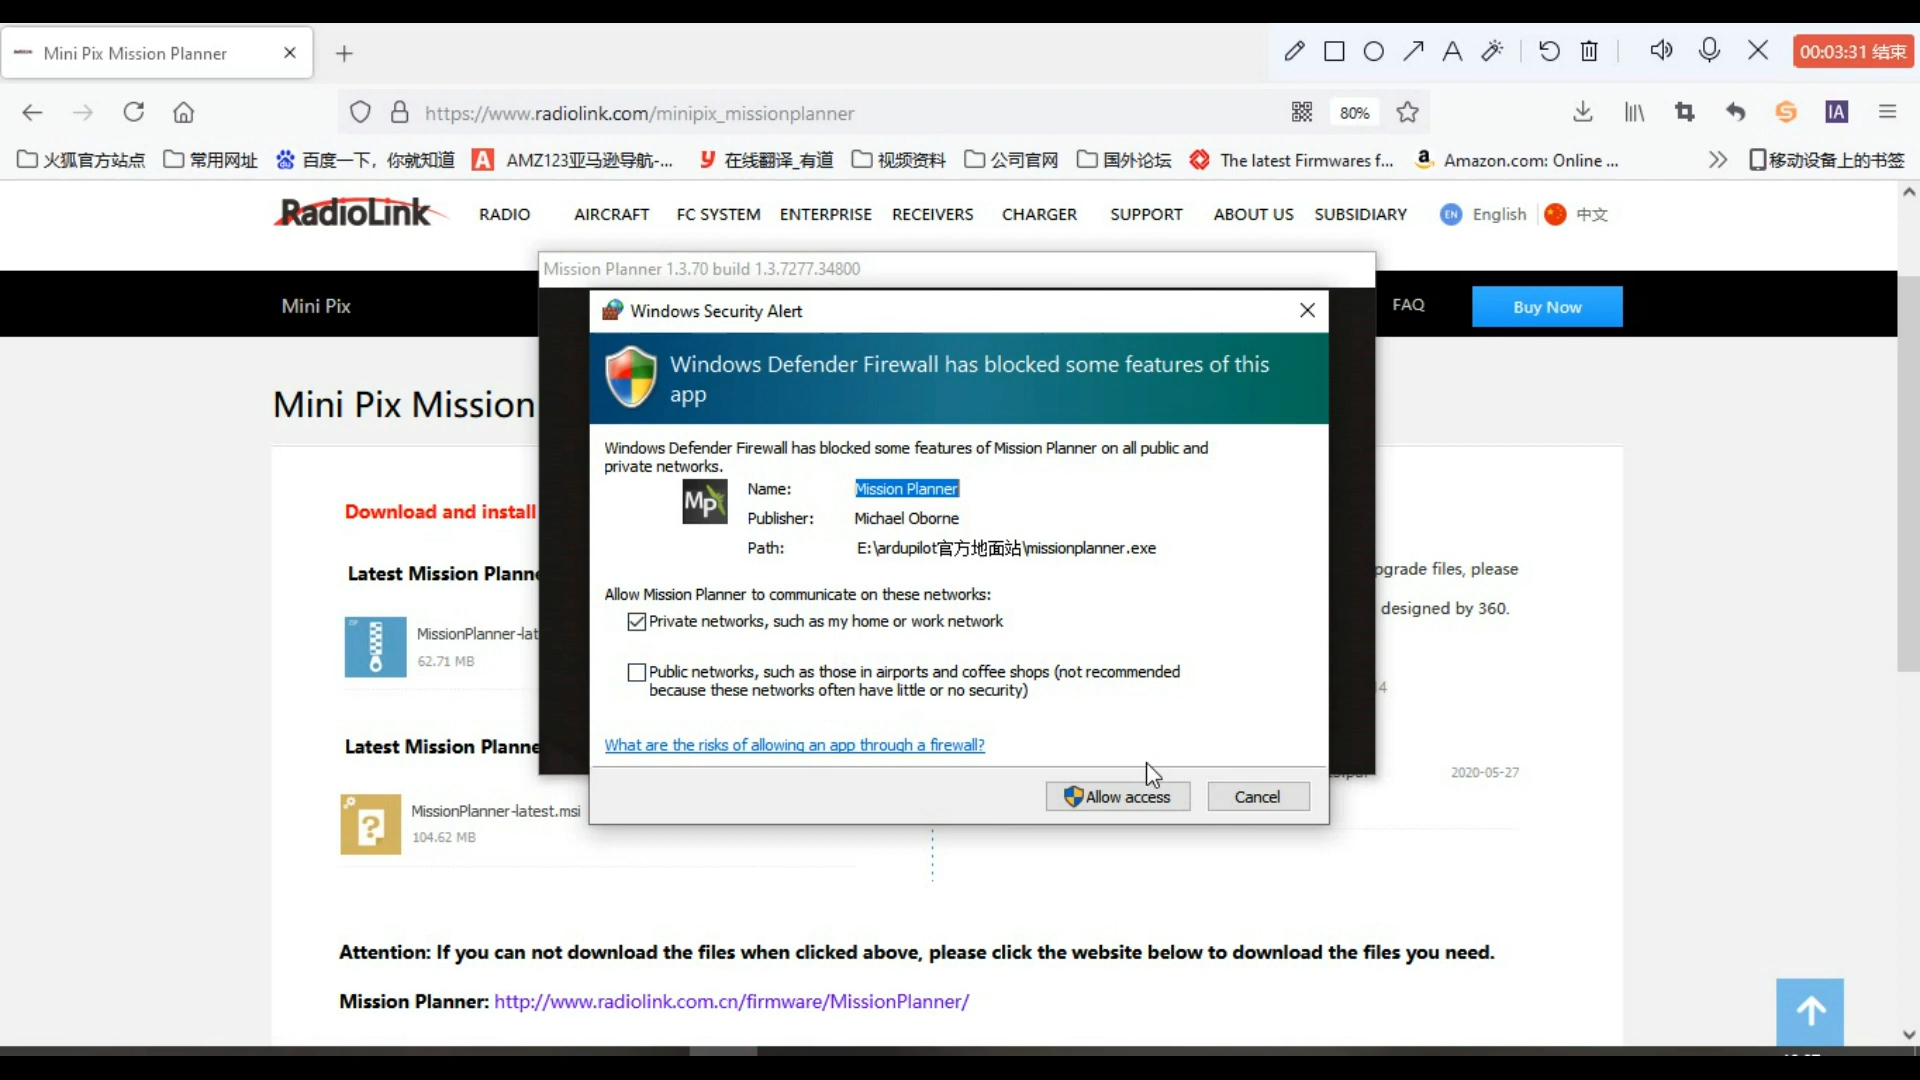 Mini Pix Mission Planner
00:03:31 结束
https://www.radiolink.com/minipix_missionplanner
80%
IA
火狐官方站点 常用网址 百度一下，你就知道 AMZ123亚马逊导航-... 在线翻译_有道 视频资料 公司官网 国外论坛 The latest Firmwares f... Amazon.com: Online ... 移动设备上的书签
RadioLink RADIO AIRCRAFT FC SYSTEM ENTERPRISE RECEIVERS CHARGER SUPPORT ABOUT US SUBSIDIARY EN English 中文
Mission Planner 1.3.70 build 1.3.7277.34800
Mini Pix FAQ Buy Now
Windows Security Alert
Windows Defender Firewall has blocked some features of this
app
Mini Pix Mission
Windows Defender Firewall has blocked some features of Mission Planner on all public and
private networks.
Mp
Name: Mission Planner
Publisher: Michael Oborne
Path: E:\ardupilot官方地面站\missionplanner.exe
Allow Mission Planner to communicate on these networks:
Private networks, such as my home or work network
Public networks, such as those in airports and coffee shops (not recommended
because these networks often have little or no security)
What are the risks of allowing an app through a firewall?
Allow access Cancel
Download and install
Latest Mission Planne
pgrade files, please
designed by 360.
MissionPlanner-lat
62.71 MB
Latest Mission Planne
2020-05-27
MissionPlanner-latest.msi
104.62 MB
Attention: If you can not download the files when clicked above, please click the website below to download the files you need.
Mission Planner: http://www.radiolink.com.cn/firmware/MissionPlanner/